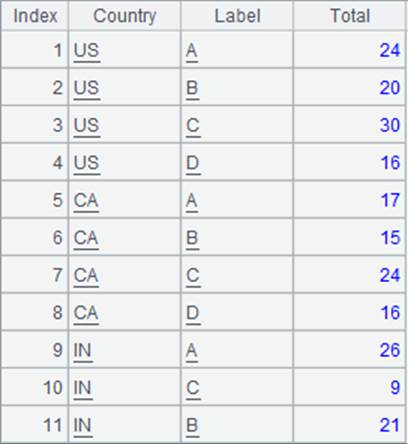 Index Country Label Total
1 US A 24
2 US B 20
3 US C 30
4 US D 16
5 CA A 17
6 CA B 15
7 CA C 24
8 CA D 16
9 IN A 26
10 IN C 9
11 IN B 21